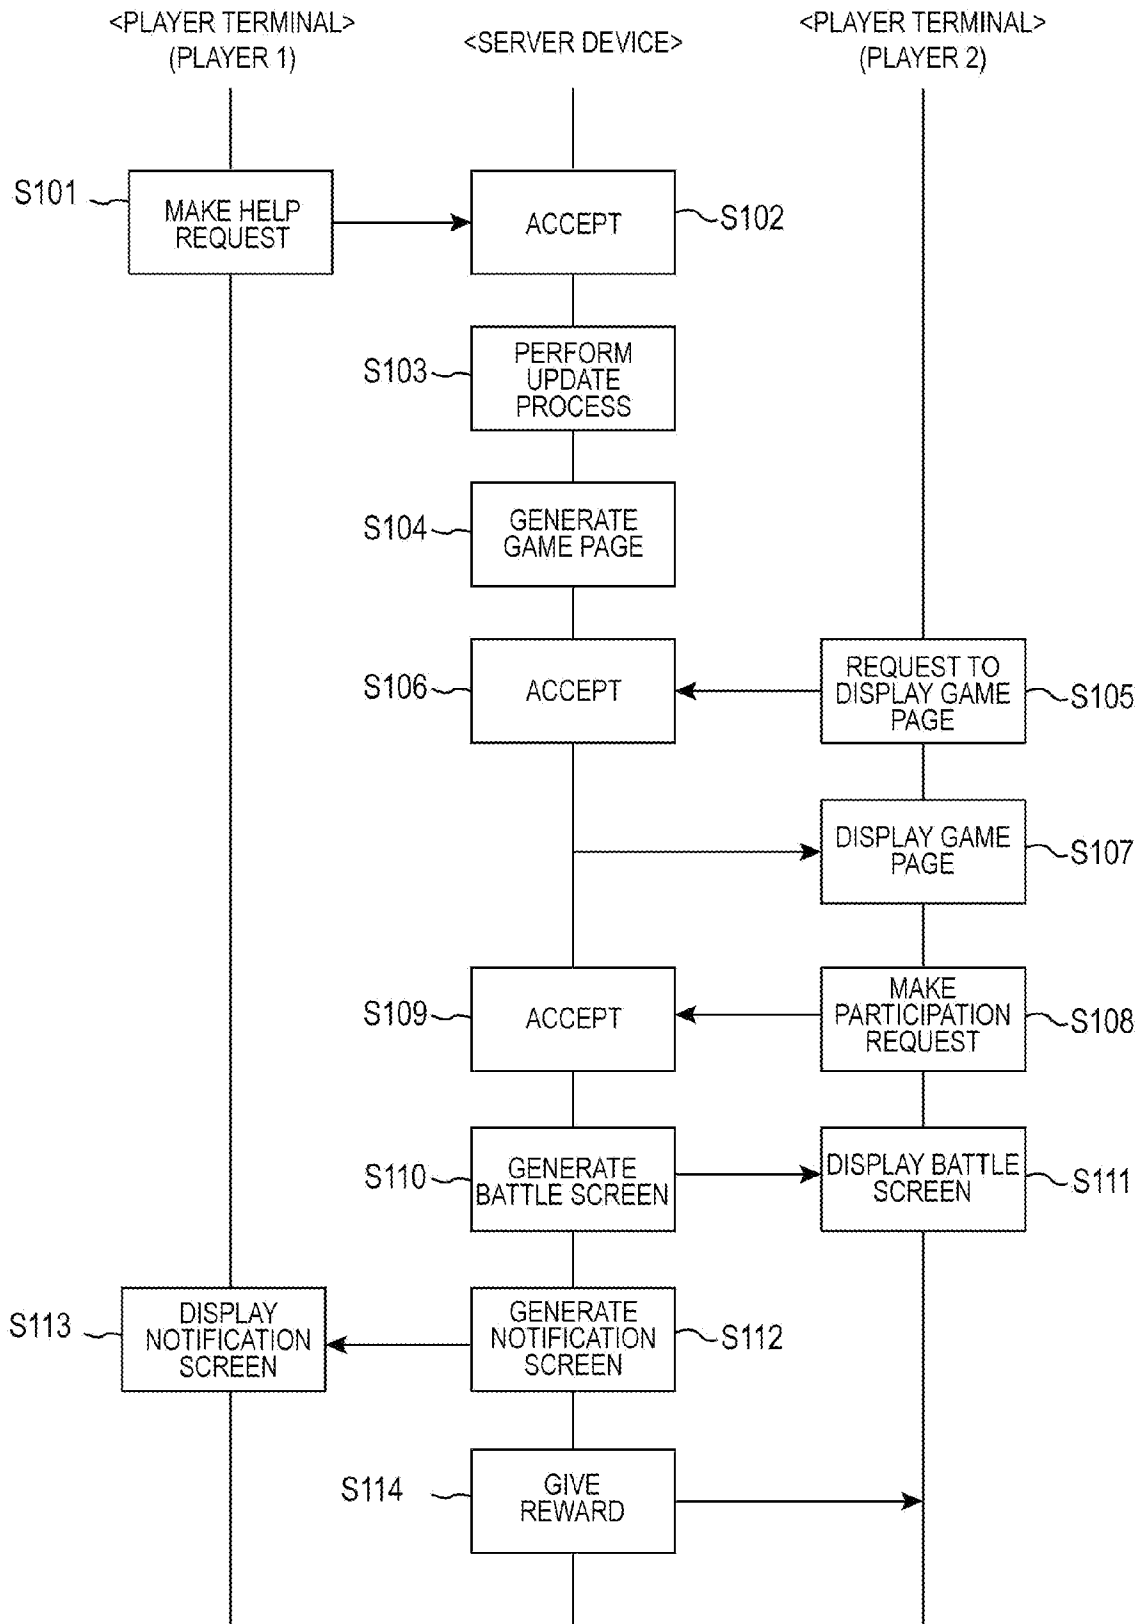 <PLAYER TERMINAL>
(PLAYER 1)
<SERVER DEVICE>
<PLAYER TERMINAL>
(PLAYER 2)
S101
MAKE HELP
REQUEST
ACCEPT
S102
S103
PERFORM
UPDATE
PROCESS
S104
GENERATE
GAME PAGE
S106
ACCEPT
REQUEST TO
DISPLAY GAME
PAGE
S105
DISPLAY GAME
PAGE
S107
S109
ACCEPT
MAKE
PARTICIPATION
REQUEST
S108
S110
GENERATE
BATTLE SCREEN
DISPLAY BATTLE
SCREEN
S111
S113
DISPLAY
NOTIFICATION
SCREEN
GENERATE
NOTIFICATION
SCREEN
S112
S114
GIVE
REWARD